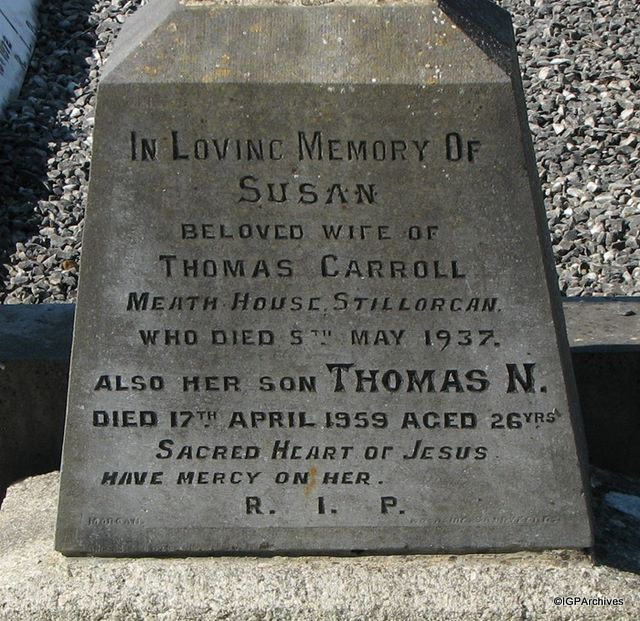 In Loving Memory Of
Susan
Beloved wife of
Thomas Carroll
Meath House, Stillorgan.
who died 5TH May 1937.
also her son Thomas N.
died 17TH April 1959 aged 26YRS
Sacred Heart of Jesus
have mercy on her.
R. I. P.
Morgan.
©IGPArchives